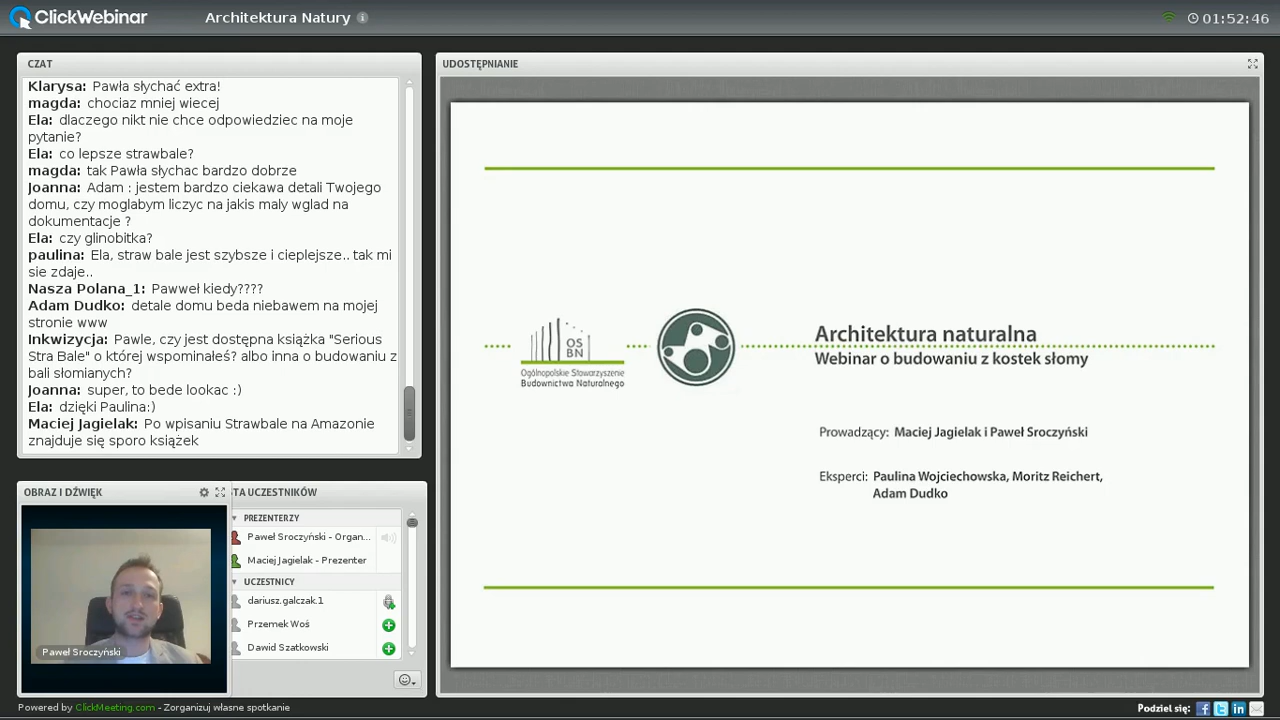 ClickWebinar
Architektura Natury
01:52:46
CZAT
Klarysa: Pawła słychać extra!
magda: chociaz mniej wiecej
Ela: dlaczego nikt nie chce odpowiedziec na moje
pytanie?
Ela: co lepsze strawbale?
magda: tak Pawła słychac bardzo dobrze
Joanna: Adam : jestem bardzo ciekawa detali Twojego
domu, czy moglabym liczyc na jakis maly wglad na
dokumentacje ?
Ela: czy glinobitka?
paulina: Ela, straw bale jest szybsze i cieplejsze.. tak mi
sie zdaje..
Nasza Polana_1: Pawweł kiedy????
Adam Dudko: detale domu beda niebawem na mojej
stronie www
Inkwizycja: Pawle, czy jest dostępna książka "Serious
Stra Bale" o której wspominałeś? albo inna o budowaniu z
bali słomianych?
Joanna: super, to bede lookac :)
Ela: dzięki Paulina:)
Maciej Jagielak: Po wpisaniu Strawbale na Amazonie
znajduje się sporo książek
OBRAZ I DŹWIĘK
Paweł Sroczyński
TA UCZESTNIKÓW
PREZENTERZY
Paweł Sroczyński - Organ...
Maciej Jagielak - Prezenter
UCZESTNICY
dariusz.galczak.1
Przemek Woś
Dawid Szatkowski
UDOSTĘPNIANIE
OS
BN
Ogólnopolskie Stowarzyszenie
Budownictwa Naturalnego
Architektura naturalna
Webinar o budowaniu z kostek słomy
Prowadzący: Maciej Jagielak i Paweł Sroczyński
Eksperci: Paulina Wojciechowska, Moritz Reichert,
Adam Dudko
Powered by ClickMeeting.com - Zorganizuj własne spotkanie
Podziel się: